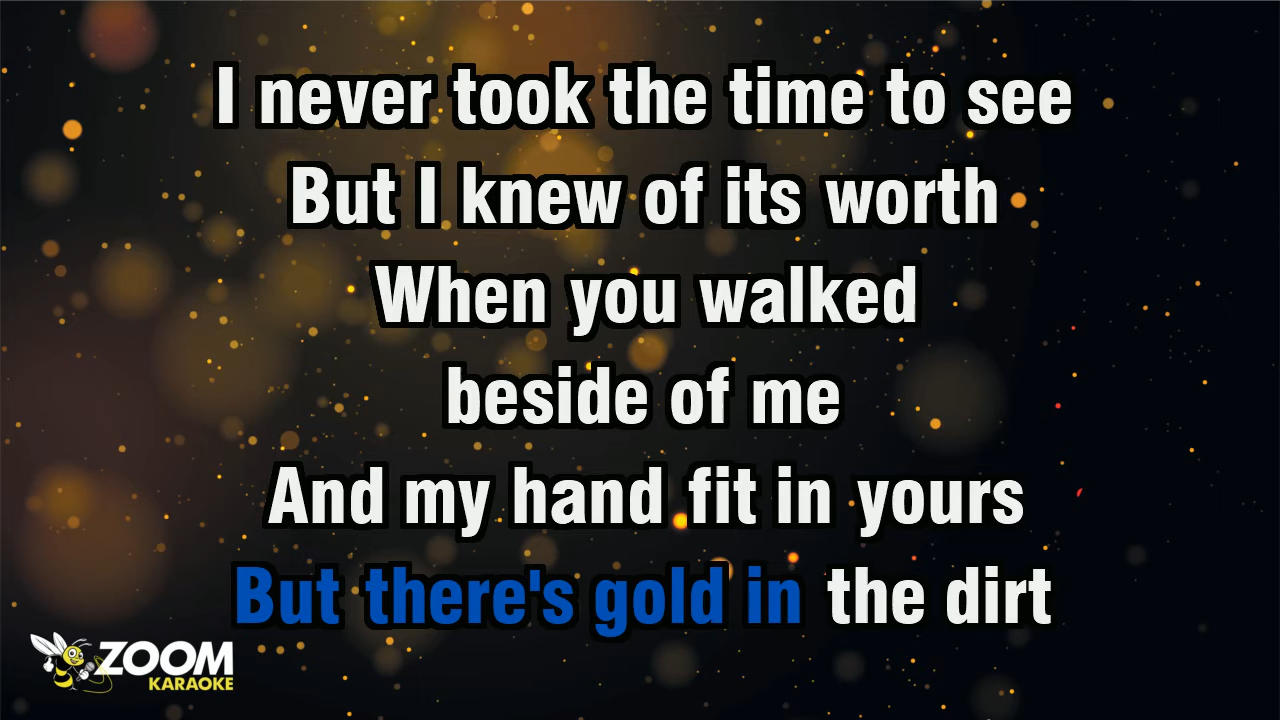 I never took the time to see
But I knew of its worth
When you walked
beside of me
And my hand fit in yours
But there's gold in the dirt
ZOOM
KARAOKE